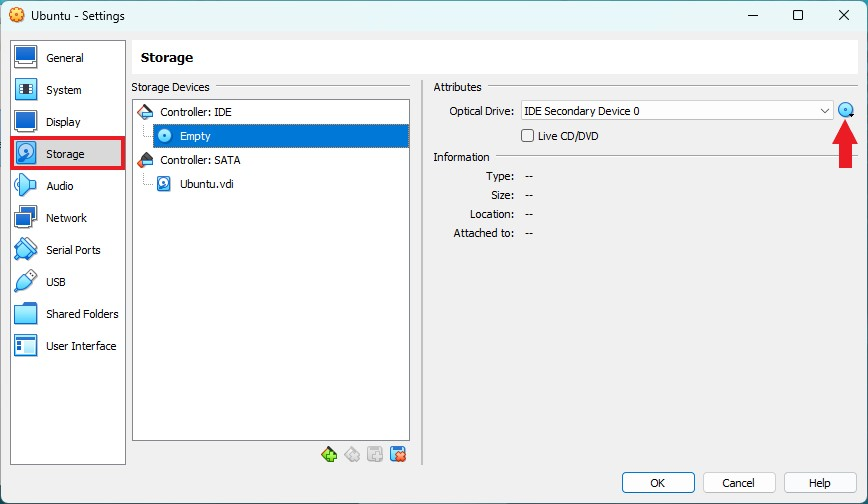 Ubuntu - Settings
General
System
Display
Storage
Audio
Network
Serial Ports
USB
Shared Folders
User Interface
Storage
Storage Devices
Controller: IDE
Empty
Controller: SATA
Ubuntu.vdi
Attributes
Optical Drive: IDE Secondary Device 0
Live CD/DVD
Information
Type: --
Size: --
Location: --
Attached to: --
OK Cancel Help